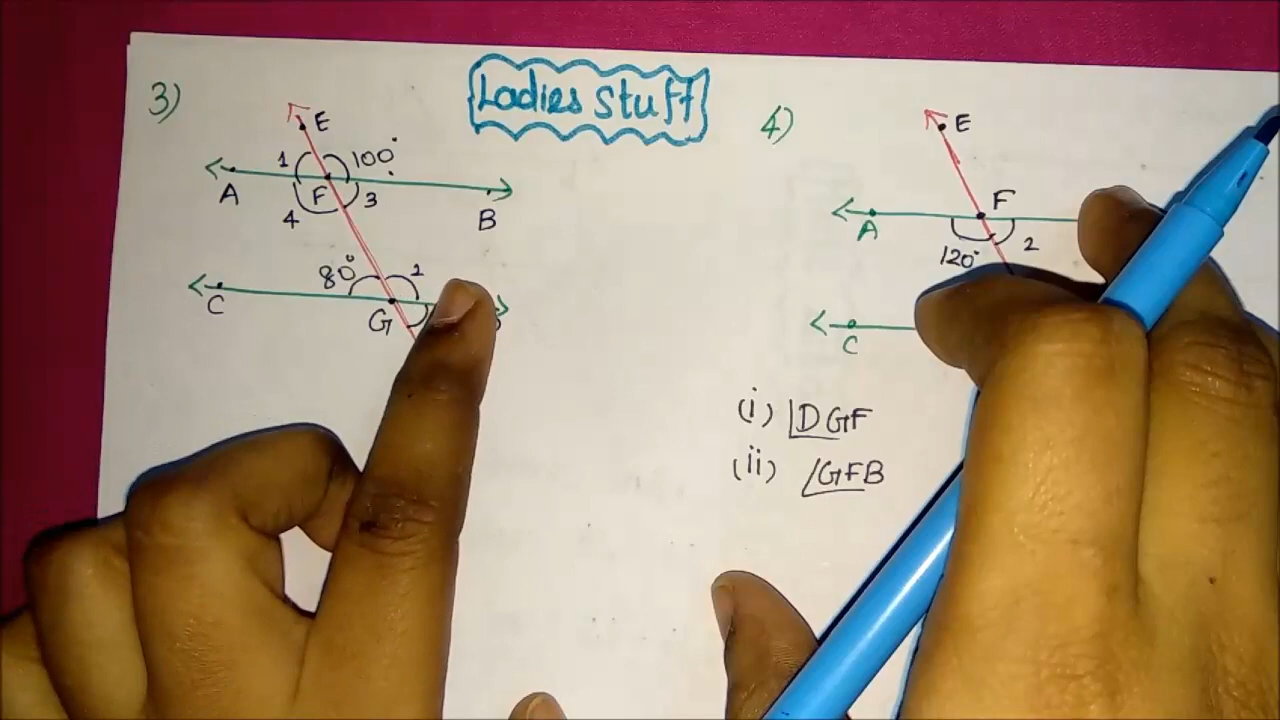 Ladies Stuff
3)
E
1 100°
A F 3 B
4
80° 2
C G
4)
E
F
A
120° 2
C
(i) ∠DGF
(ii) ∠GFB